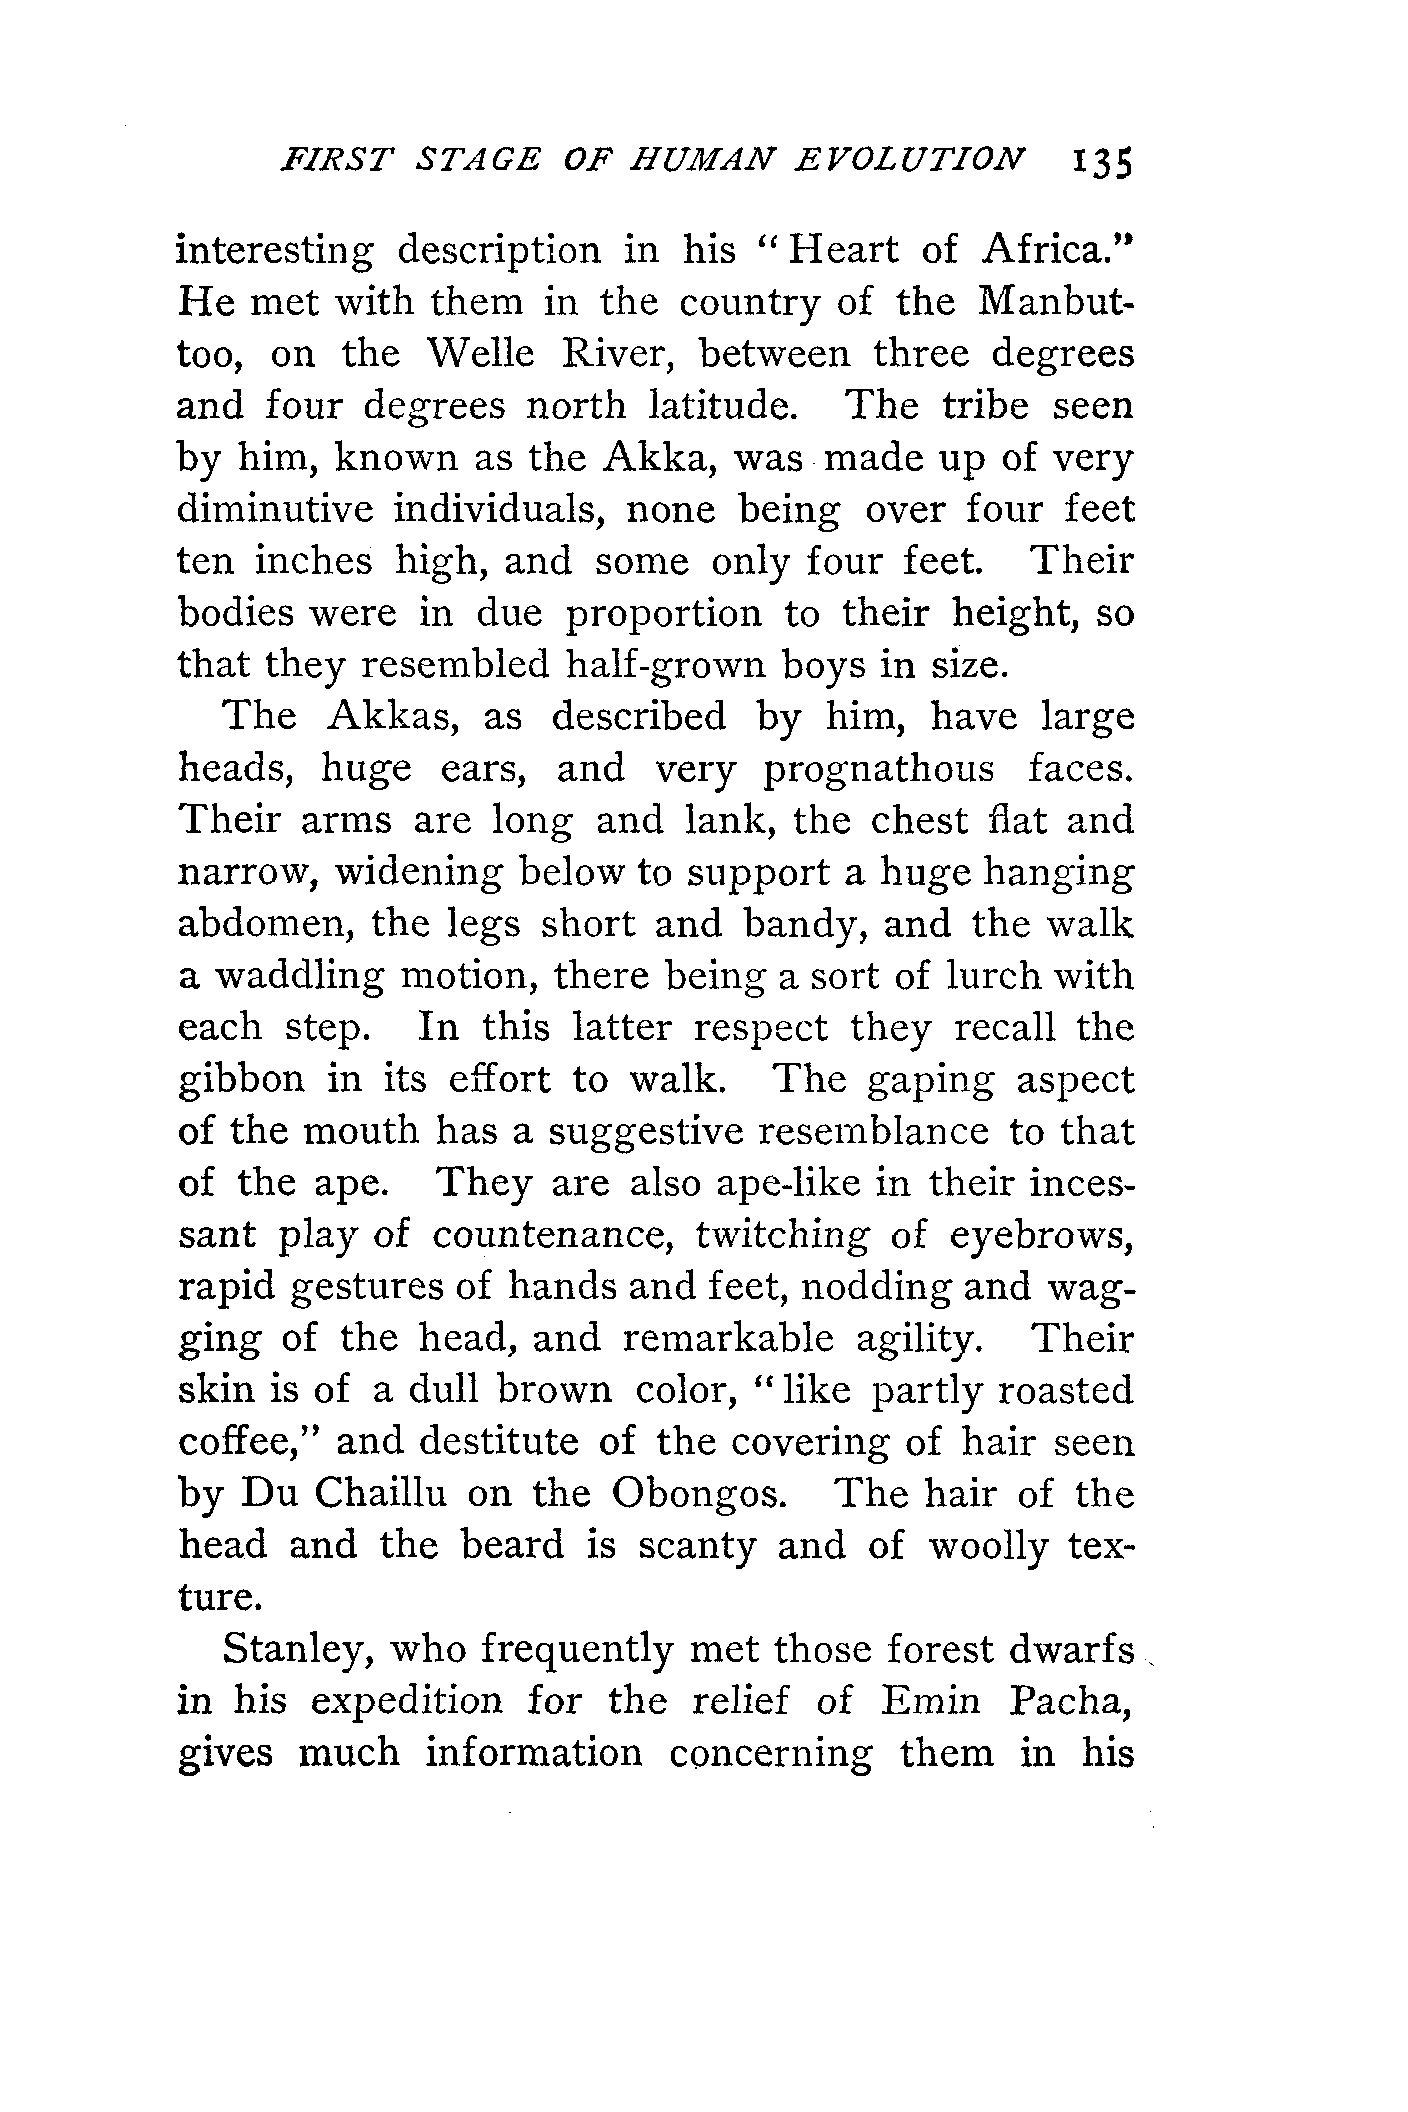 FIRST STAGE OF HUMAN EVOLUTION 135
interesting description in his “Heart of Africa.”
He met with them in the country of the Manbut-
too, on the Welle River, between three degrees
and four degrees north latitude. The tribe seen
by him, known as the Akka, was made up of very
diminutive individuals, none being over four feet
ten inches high, and some only four feet. Their
bodies were in due proportion to their height, so
that they resembled half-grown boys in size.
The Akkas, as described by him, have large
heads, huge ears, and very prognathous faces.
Their arms are long and lank, the chest flat and
narrow, widening below to support a huge hanging
abdomen, the legs short and bandy, and the walk
a waddling motion, there being a sort of lurch with
each step. In this latter respect they recall the
gibbon in its effort to walk. The gaping aspect
of the mouth has a suggestive resemblance to that
of the ape. They are also ape-like in their inces-
sant play of countenance, twitching of eyebrows,
rapid gestures of hands and feet, nodding and wag-
ging of the head, and remarkable agility. Their
skin is of a dull brown color, “like partly roasted
coffee,” and destitute of the covering of hair seen
by Du Chaillu on the Obongos. The hair of the
head and the beard is scanty and of woolly tex-
ture.
Stanley, who frequently met those forest dwarfs
in his expedition for the relief of Emin Pacha,
gives much information concerning them in his